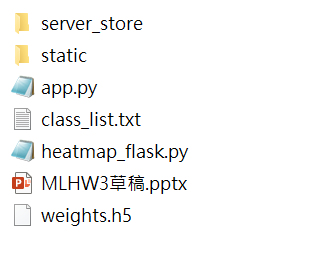 server_store
static
app.py
class_list.txt
heatmap_flask.py
MLHW3草稿.pptx
weights.h5